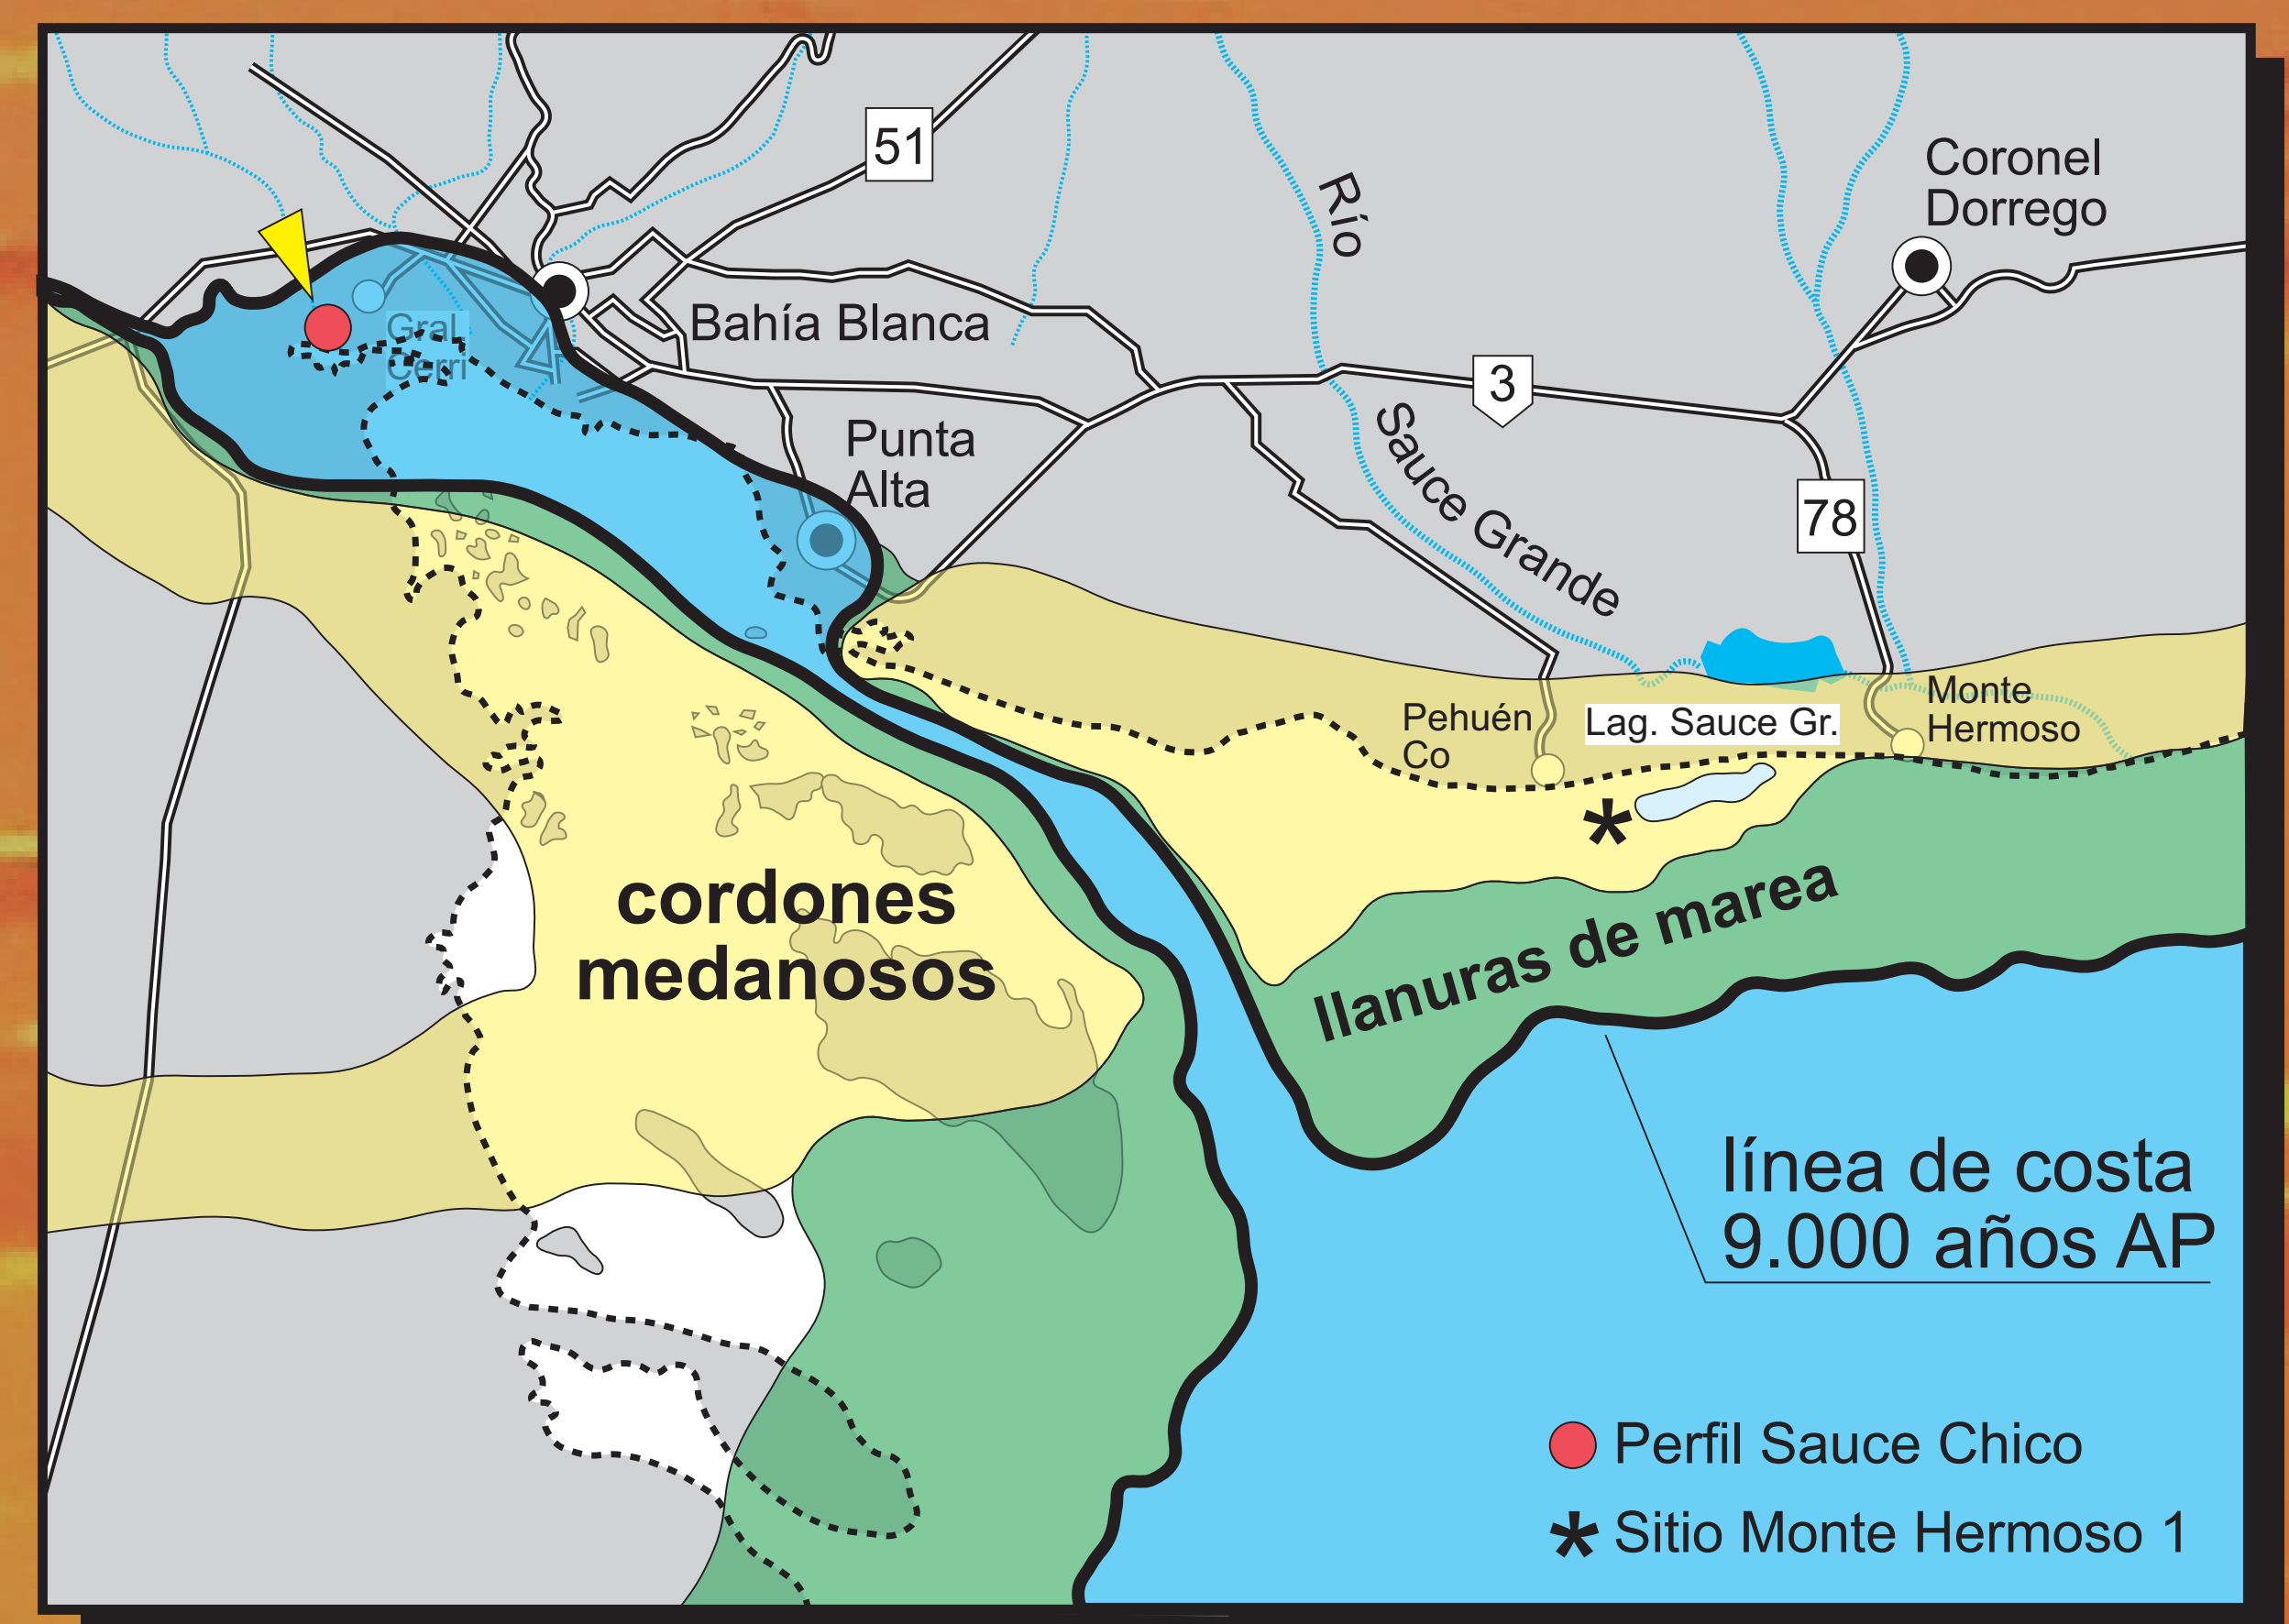 51
Coronel
Dorrego
Río
Bahía Blanca
Gral.
Cerri
3
Punta
Alta
Sauce Grande
78
Pehuén
Co
Lag. Sauce Gr.
Monte
Hermoso
cordones
medanosos
llanuras de marea
línea de costa
9.000 años AP
Perfil Sauce Chico
* Sitio Monte Hermoso 1